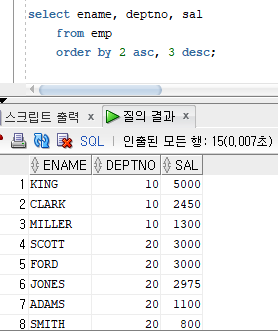 select ename, deptno, sal
from emp
order by 2 asc, 3 desc;
스크립트 출력 x 질의 결과 x
SQL | 인출된 모든 행: 15(0,007초)
ENAME DEPTNO SAL
1 KING 10 5000
2 CLARK 10 2450
3 MILLER 10 1300
4 SCOTT 20 3000
5 FORD 20 3000
6 JONES 20 2975
7 ADAMS 20 1100
8 SMITH 20 800